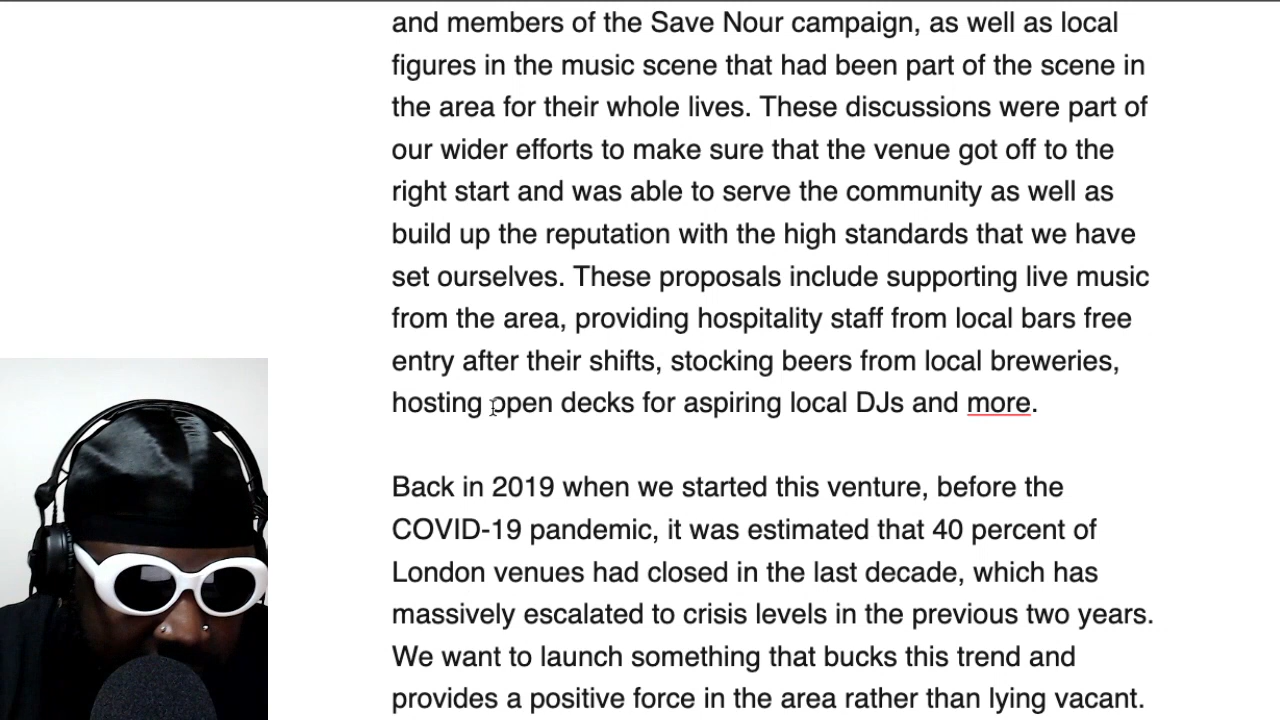 and members of the Save Nour campaign, as well as local
figures in the music scene that had been part of the scene in
the area for their whole lives. These discussions were part of
our wider efforts to make sure that the venue got off to the
right start and was able to serve the community as well as
build up the reputation with the high standards that we have
set ourselves. These proposals include supporting live music
from the area, providing hospitality staff from local bars free
entry after their shifts, stocking beers from local breweries,
hosting open decks for aspiring local DJs and more.
Back in 2019 when we started this venture, before the
COVID-19 pandemic, it was estimated that 40 percent of
London venues had closed in the last decade, which has
massively escalated to crisis levels in the previous two years.
We want to launch something that bucks this trend and
provides a positive force in the area rather than lying vacant.